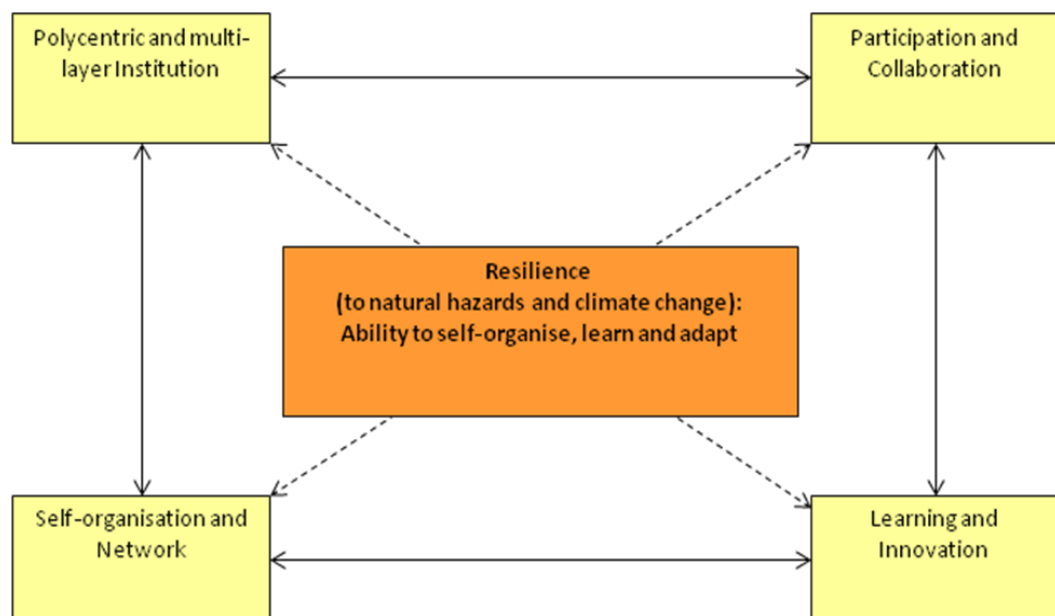 Polycentric and multi-
layer Institution
Participation and
Collaboration
Resilience
(to natural hazards and climate change):
Ability to self-organise, learn and adapt
Self-organisation and
Network
Learning and
Innovation